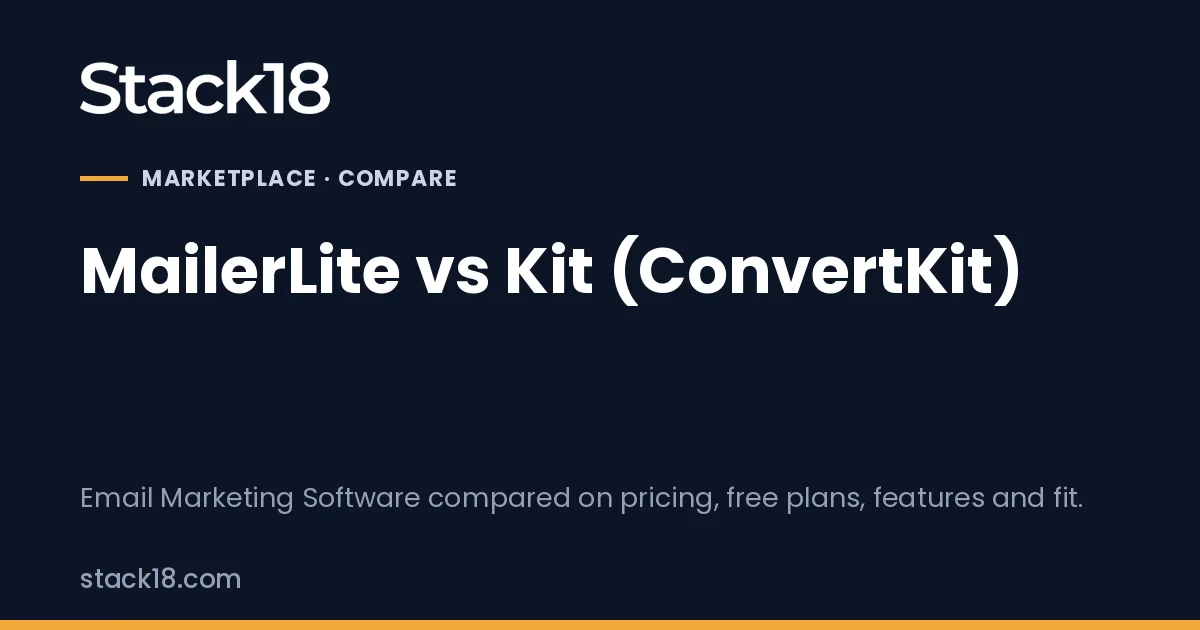 Stack18
MARKETPLACE · COMPARE
MailerLite vs Kit (ConvertKit)
Email Marketing Software compared on pricing, free plans, features and fit.
stack18.com